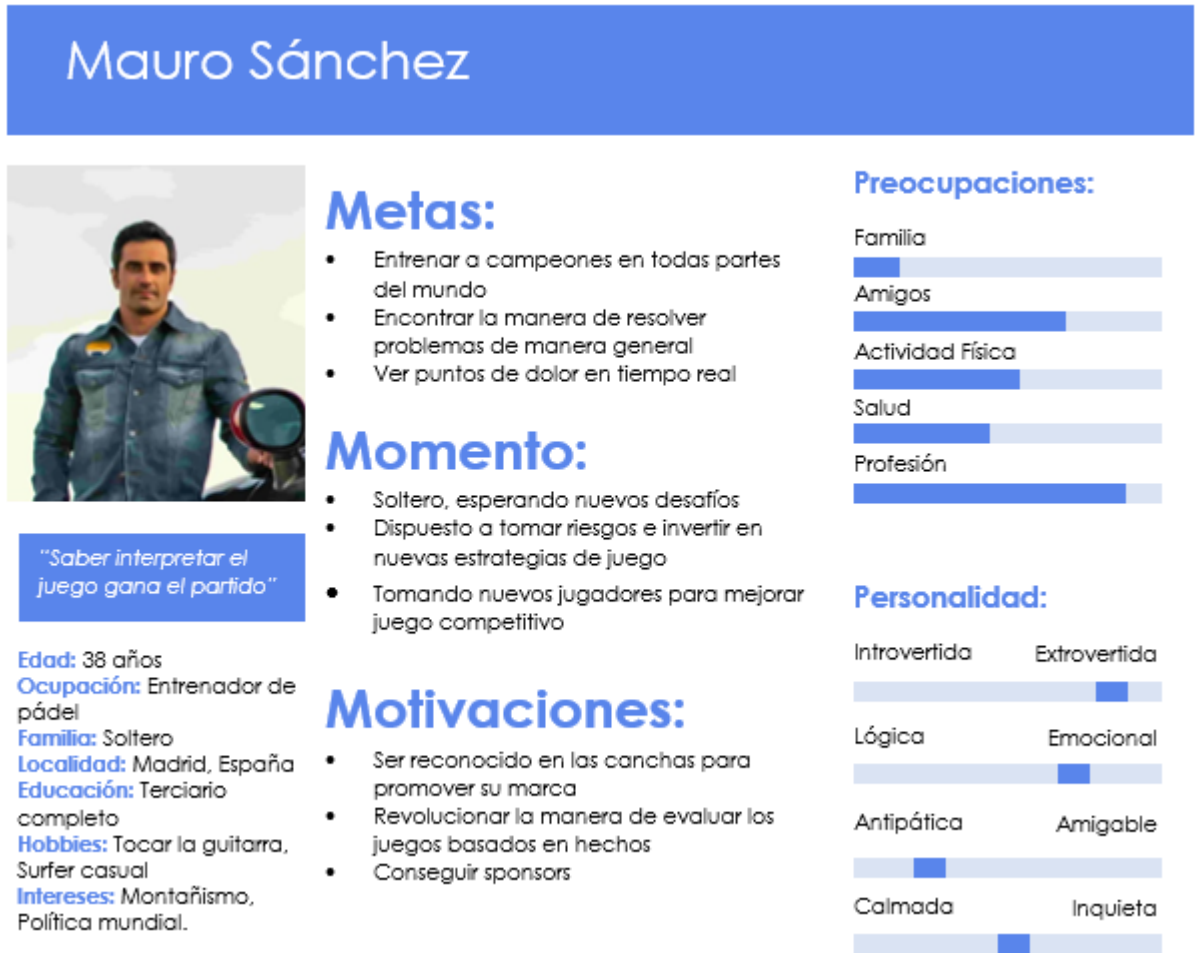 Mauro Sánchez
"Saber interpretar el
juego gana el partido"
Edad: 38 años
Ocupación: Entrenador de
pádel
Familia: Soltero
Localidad: Madrid, España
Educación: Terciario
completo
Hobbies: Tocar la guitarra,
Surfer casual
Intereses: Montañismo,
Política mundial.
Metas:
• Entrenar a campeones en todas partes
del mundo
• Encontrar la manera de resolver
problemas de manera general
• Ver puntos de dolor en tiempo real
Momento:
• Soltero, esperando nuevos desafíos
• Dispuesto a tomar riesgos e invertir en
nuevas estrategias de juego
• Tomando nuevos jugadores para mejorar
juego competitivo
Motivaciones:
• Ser reconocido en las canchas para
promover su marca
• Revolucionar la manera de evaluar los
juegos basados en hechos
• Conseguir sponsors
Preocupaciones:
Familia
Amigos
Actividad Física
Salud
Profesión
Personalidad:
Introvertida Extrovertida
Lógica Emocional
Antipática Amigable
Calmada Inquieta